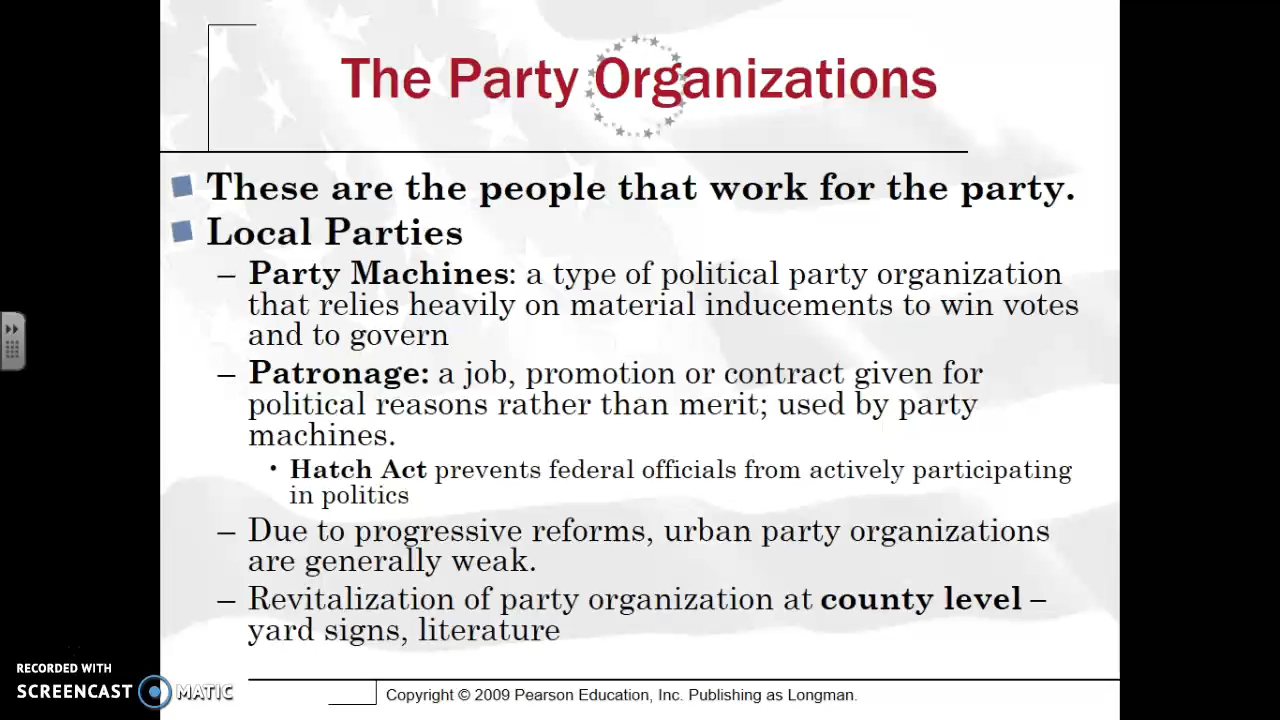 The Party Organizations
These are the people that work for the party.
Local Parties
– Party Machines: a type of political party organization
that relies heavily on material inducements to win votes
and to govern
– Patronage: a job, promotion or contract given for
political reasons rather than merit; used by party
machines.
• Hatch Act prevents federal officials from actively participating
in politics
– Due to progressive reforms, urban party organizations
are generally weak.
– Revitalization of party organization at county level –
yard signs, literature
RECORDED WITH
SCREENCAST MATIC
Copyright © 2009 Pearson Education, Inc. Publishing as Longman.